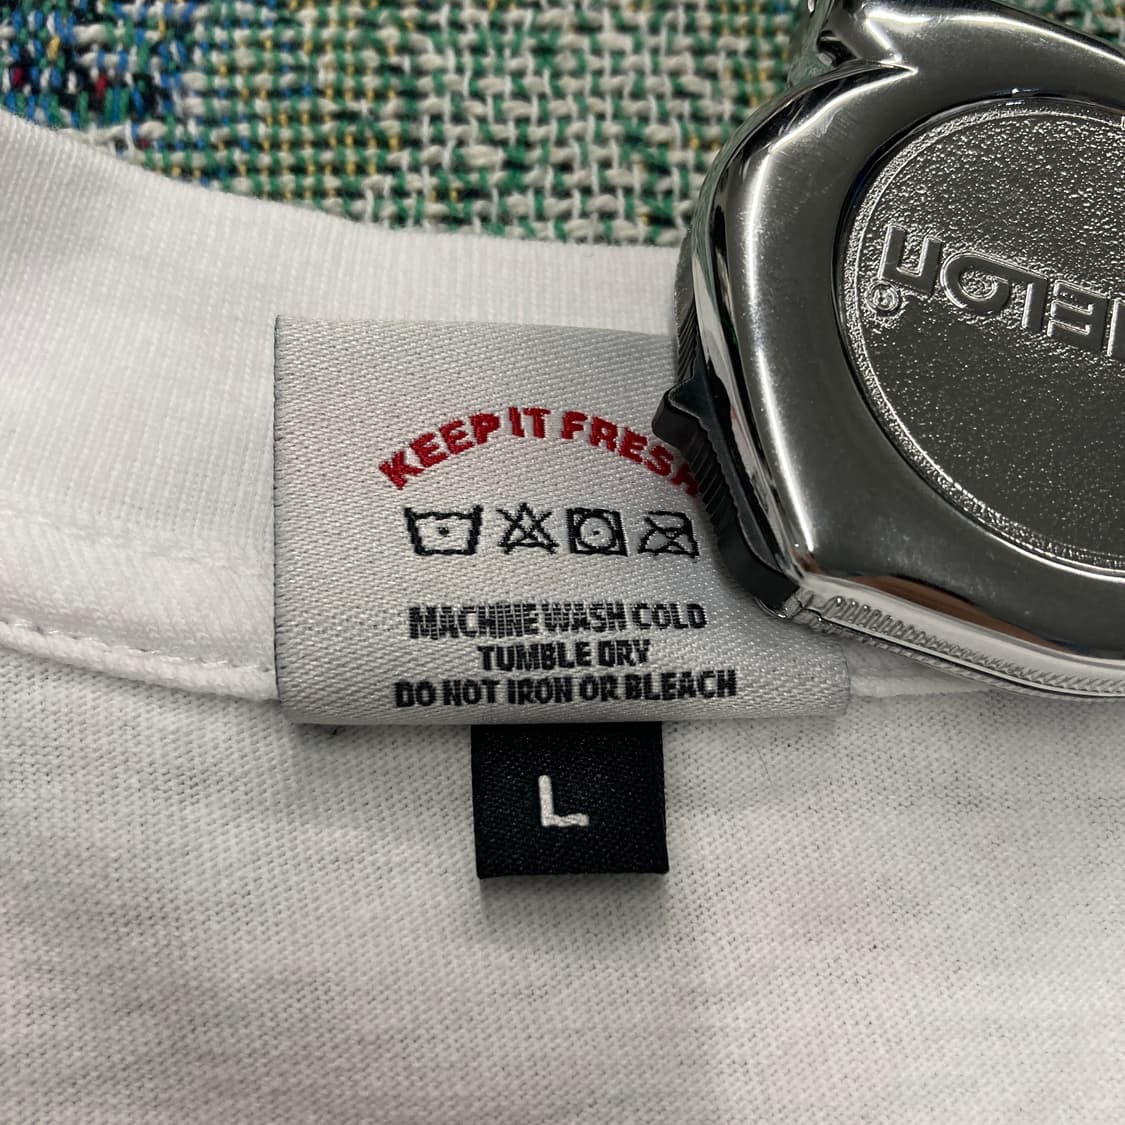 KEEP IT FRESH
MACHINE WASH COLD
TUMBLE DRY
DO NOT IRON OR BLEACH
L